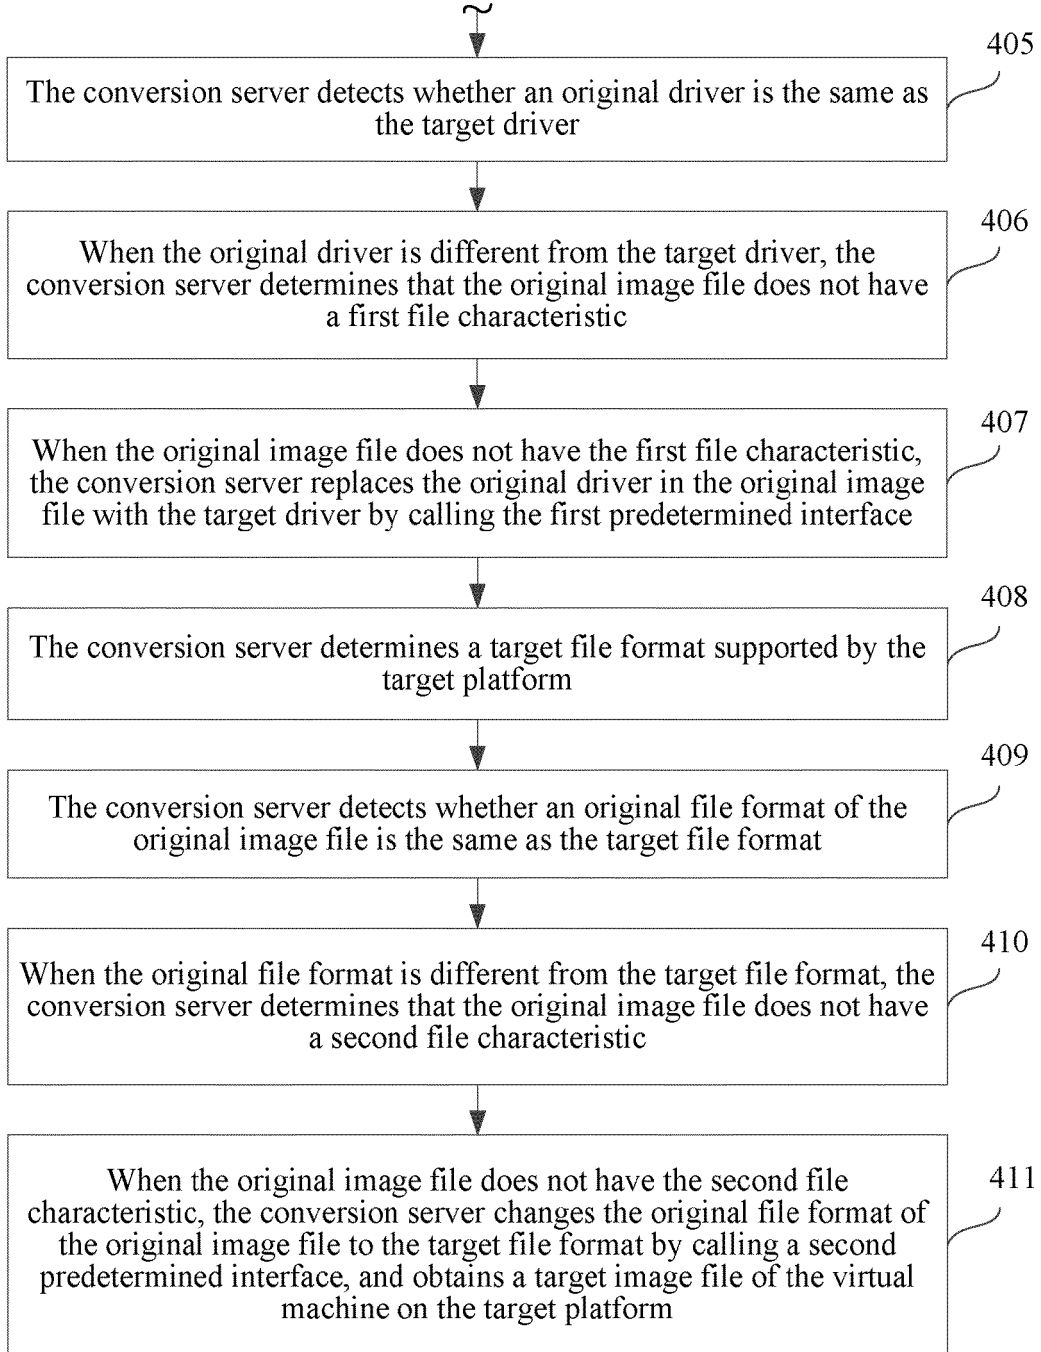 405
The conversion server detects whether an original driver is the same as
the target driver
406
When the original driver is different from the target driver, the
conversion server determines that the original image file does not have
a first file characteristic
407
When the original image file does not have the first file characteristic,
the conversion server replaces the original driver in the original image
file with the target driver by calling the first predetermined interface
408
The conversion server determines a target file format supported by the
target platform
409
The conversion server detects whether an original file format of the
original image file is the same as the target file format
410
When the original file format is different from the target file format, the
conversion server determines that the original image file does not have
a second file characteristic
411
When the original image file does not have the second file
characteristic, the conversion server changes the original file format of
the original image file to the target file format by calling a second
predetermined interface, and obtains a target image file of the virtual
machine on the target platform